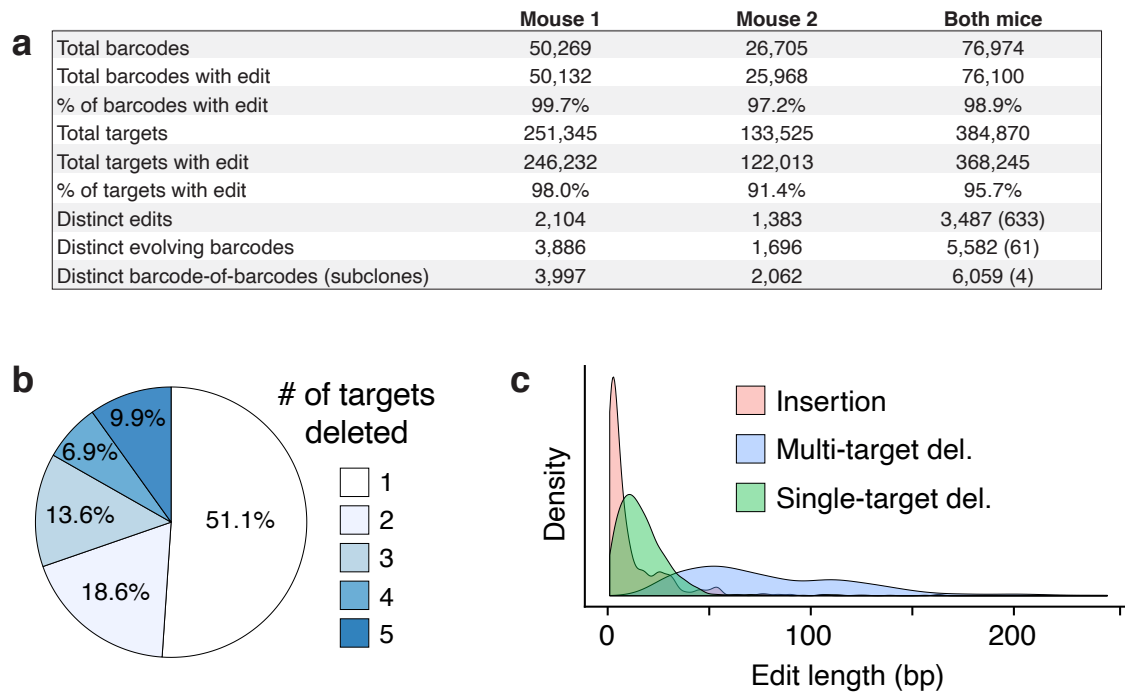 Mouse 1 Mouse 2 Both mice
a
Total barcodes 50,269 26,705 76,974
Total barcodes with edit 50,132 25,968 76,100
% of barcodes with edit 99.7% 97.2% 98.9%
Total targets 251,345 133,525 384,870
Total targets with edit 246,232 122,013 368,245
% of targets with edit 98.0% 91.4% 95.7%
Distinct edits 2,104 1,383 3,487 (633)
Distinct evolving barcodes 3,886 1,696 5,582 (61)
Distinct barcode-of-barcodes (subclones) 3,997 2,062 6,059 (4)
b
# of targets
deleted
9.9%
6.9%
13.6%
18.6%
51.1%
1
2
3
4
5
c
Insertion
Multi-target del.
Single-target del.
Density
0 100 200
Edit length (bp)